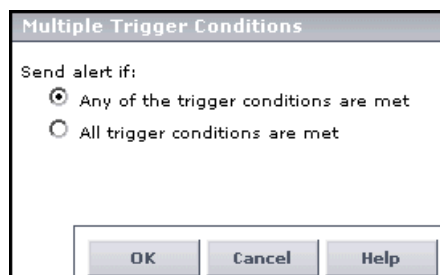 Multiple Trigger Conditions
Send alert if:
Any of the trigger conditions are met
All trigger conditions are met
OK Cancel Help